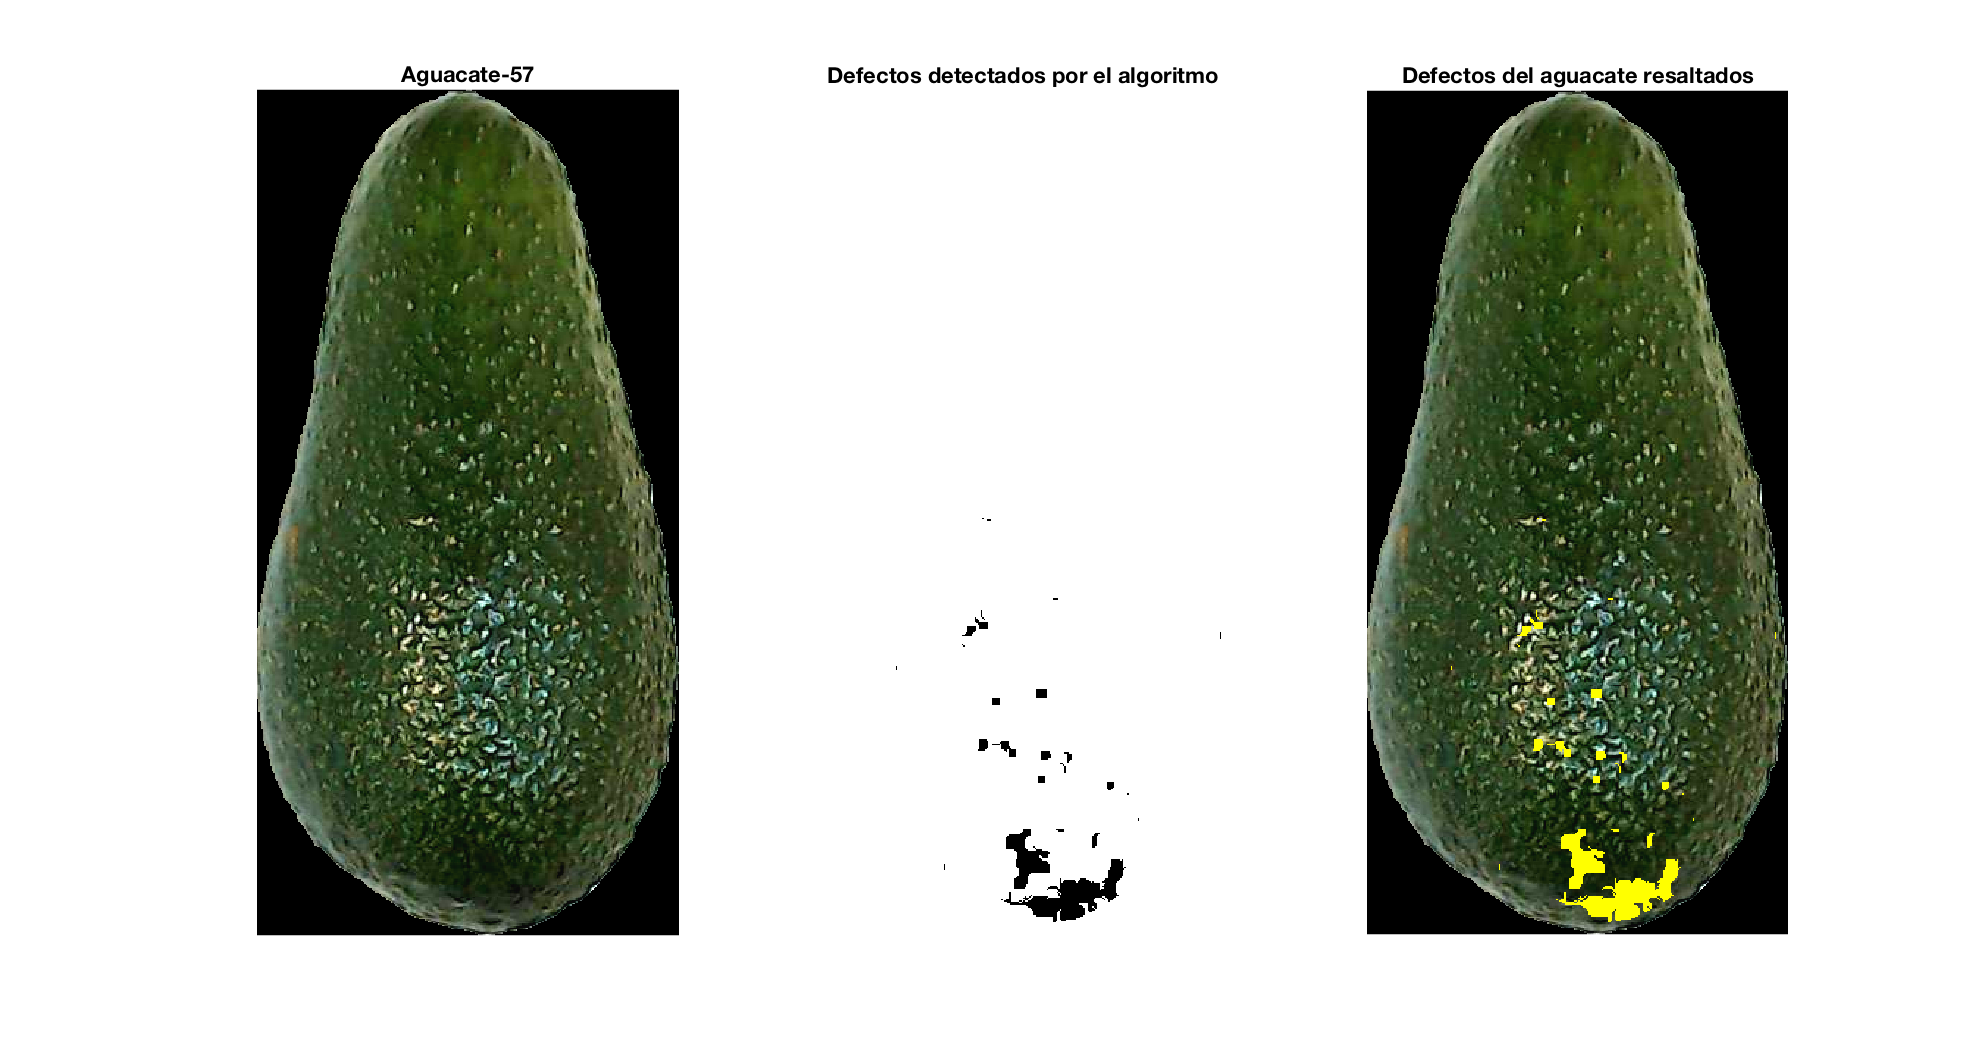 Aguacate-57
Defectos detectados por el algoritmo
Defectos del aguacate resaltados